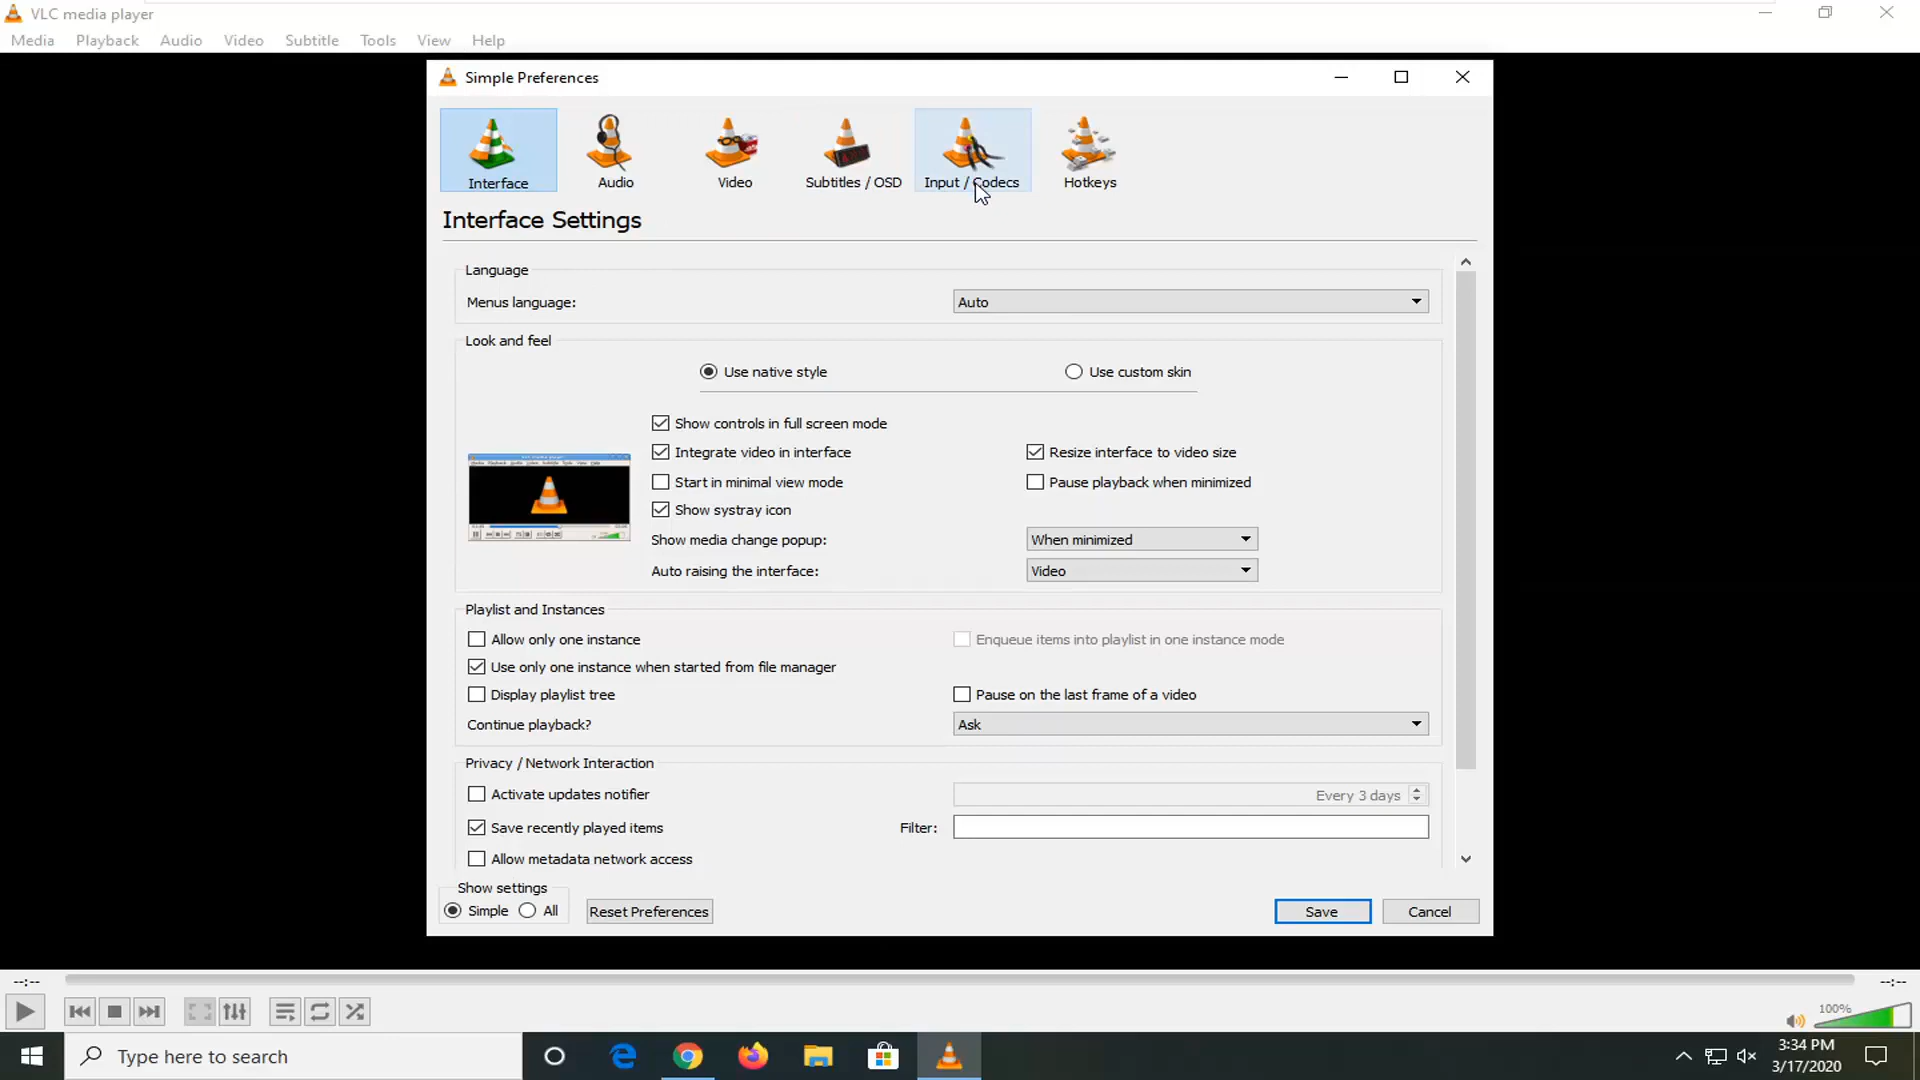 VLC media player
Media Playback Audio Video Subtitle Tools View Help
Simple Preferences
Interface Audio Video Subtitles / OSD Input / Codecs Hotkeys
Interface Settings
Language
Menus language: Auto
Look and feel
Use native style Use custom skin
Show controls in full screen mode
Integrate video in interface Resize interface to video size
Start in minimal view mode Pause playback when minimized
Show systray icon
Show media change popup: When minimized
Auto raising the interface: Video
Playlist and Instances
Allow only one instance Enqueue items into playlist in one instance mode
Use only one instance when started from file manager
Display playlist tree Pause on the last frame of a video
Continue playback? Ask
Privacy / Network Interaction
Activate updates notifier Every 3 days
Save recently played items Filter:
Allow metadata network access
Show settings
Simple All Reset Preferences Save Cancel
--:-- --:--
100%
Type here to search
3:34 PM
3/17/2020